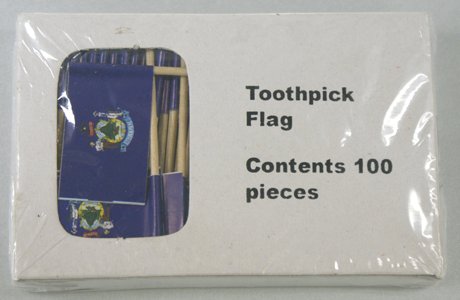 Toothpick
Flag
Contents 100
pieces